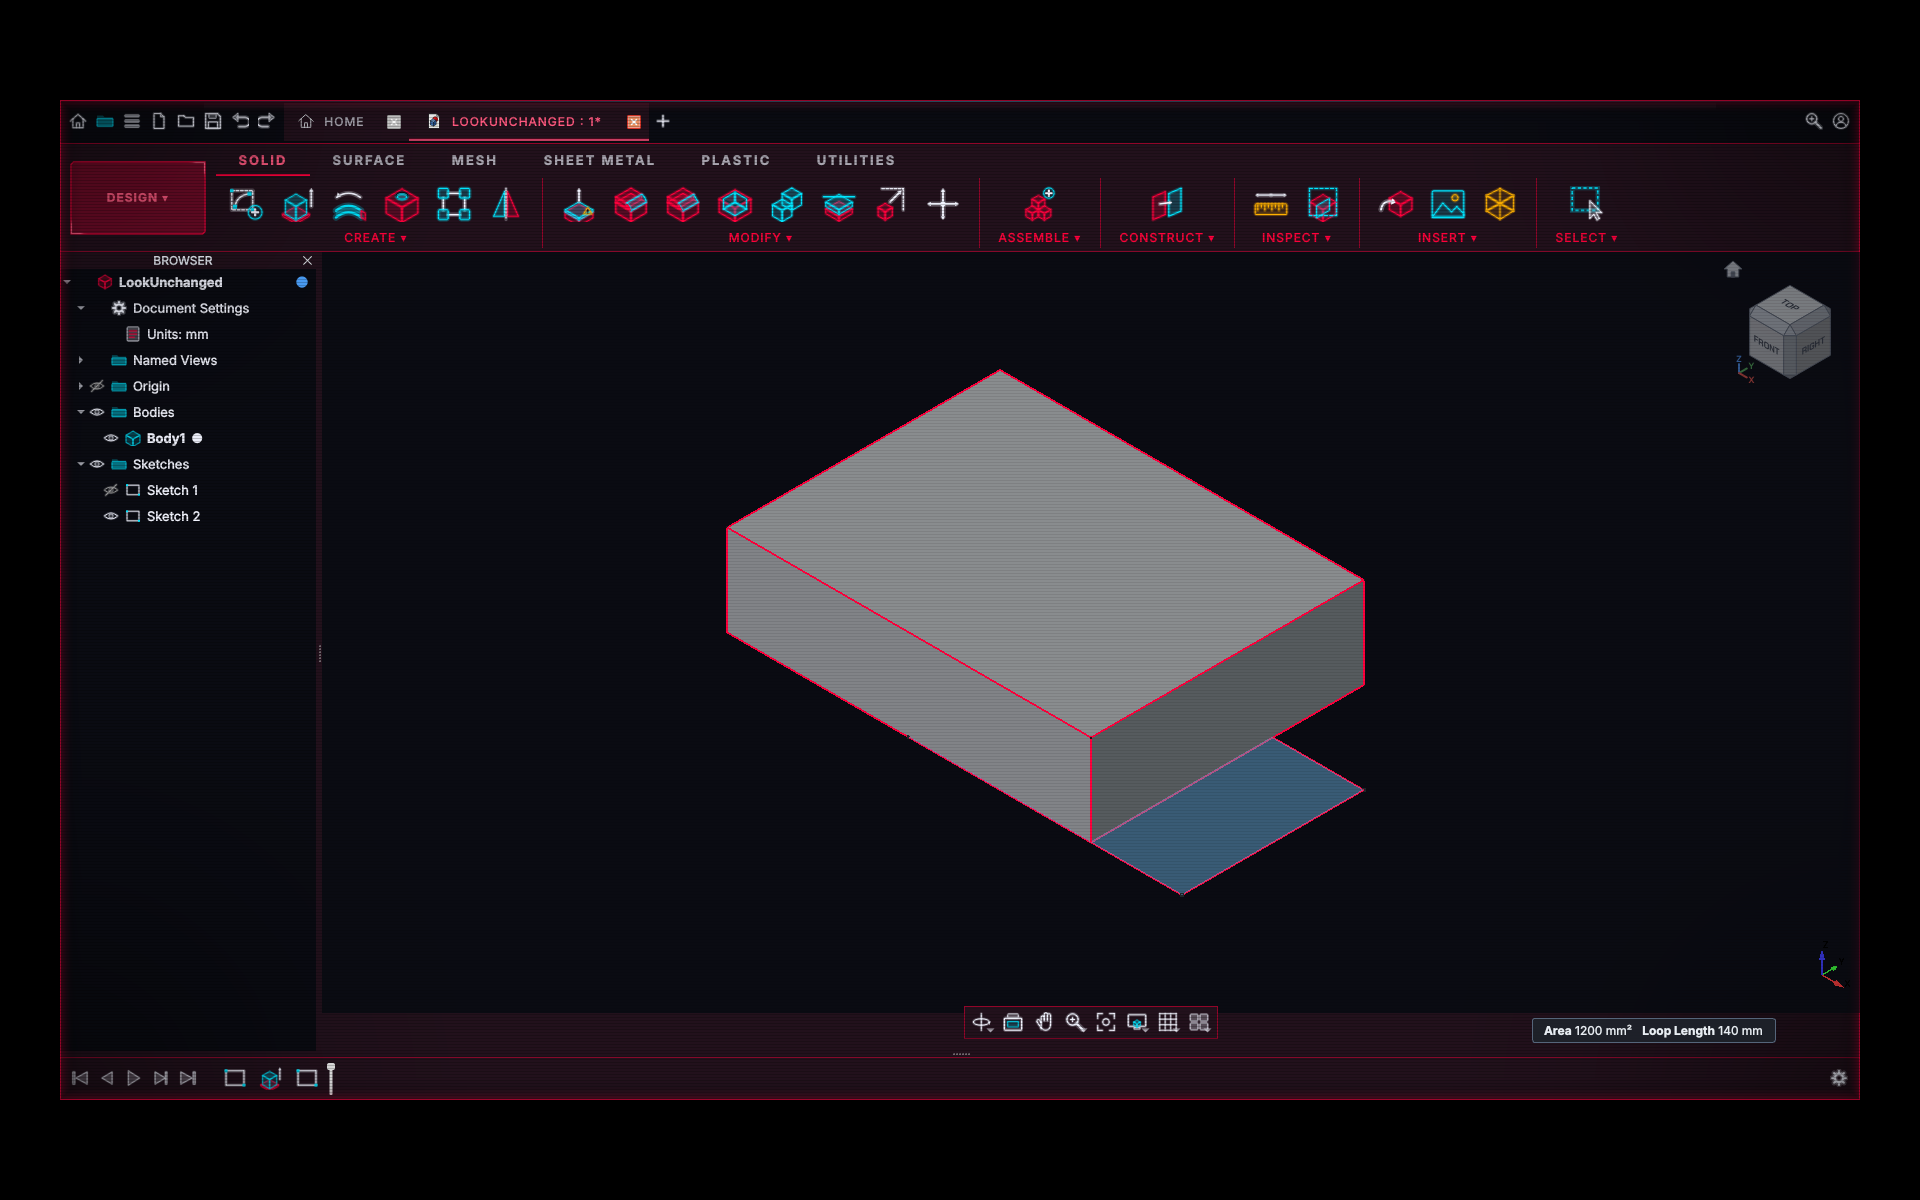 HOME
LOOKUNCHANGED : 1*
DESIGN ▾
SOLID
SURFACE
MESH
SHEET METAL
PLASTIC
UTILITIES
CREATE ▾
MODIFY ▾
ASSEMBLE ▾
CONSTRUCT ▾
INSPECT ▾
INSERT ▾
SELECT ▾
BROWSER
LookUnchanged
Document Settings
Units: mm
Named Views
Origin
Bodies
Body1
Sketches
Sketch 1
Sketch 2
TOP
FRONT
RIGHT
Z
Y
X
Area 1200 mm² Loop Length 140 mm